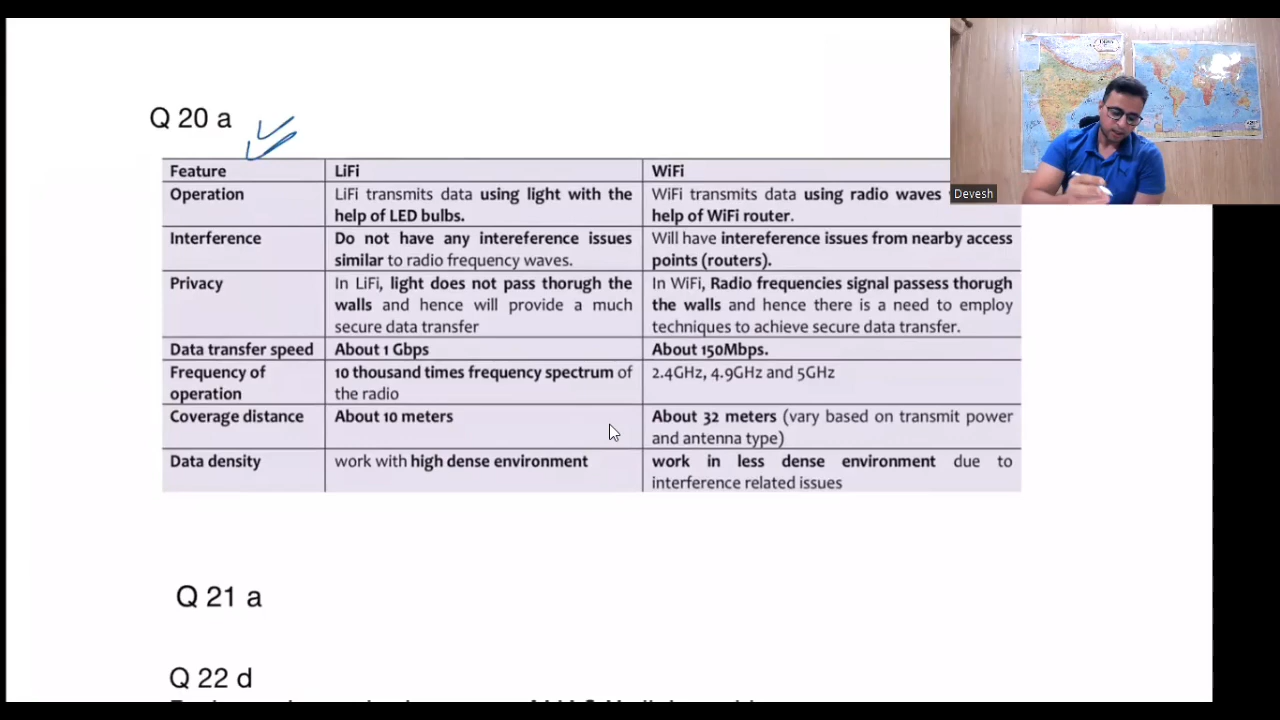 Q 20 a
Feature LiFi WiFi
Operation LiFi transmits data using light with the WiFi transmits data using radio waves
help of LED bulbs. help of WiFi router.
Interference Do not have any intereference issues Will have intereference issues from nearby access
similar to radio frequency waves. points (routers).
Privacy In LiFi, light does not pass thorugh the In WiFi, Radio frequencies signal passess thorugh
walls and hence will provide a much the walls and hence there is a need to employ
secure data transfer techniques to achieve secure data transfer.
Data transfer speed About 1 Gbps About 150Mbps.
Frequency of 10 thousand times frequency spectrum of 2.4GHz, 4.9GHz and 5GHz
operation the radio
Coverage distance About 10 meters About 32 meters (vary based on transmit power
and antenna type)
Data density work with high dense environment work in less dense environment due to
interference related issues
Devesh
Q 21 a
Q 22 d